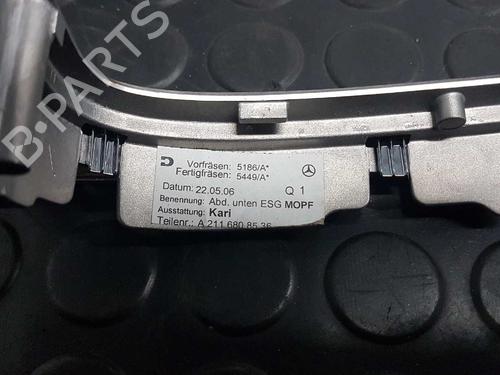 B-PARTS
Vorfräsen: 5186/A*
Fertigfräsen: 5449/A*
Datum: 22.05.06 Q 1
Benennung: Abd. unten ESG MOPF
Ausstattung: Kari
Teilenr.: A 211 680 85 36